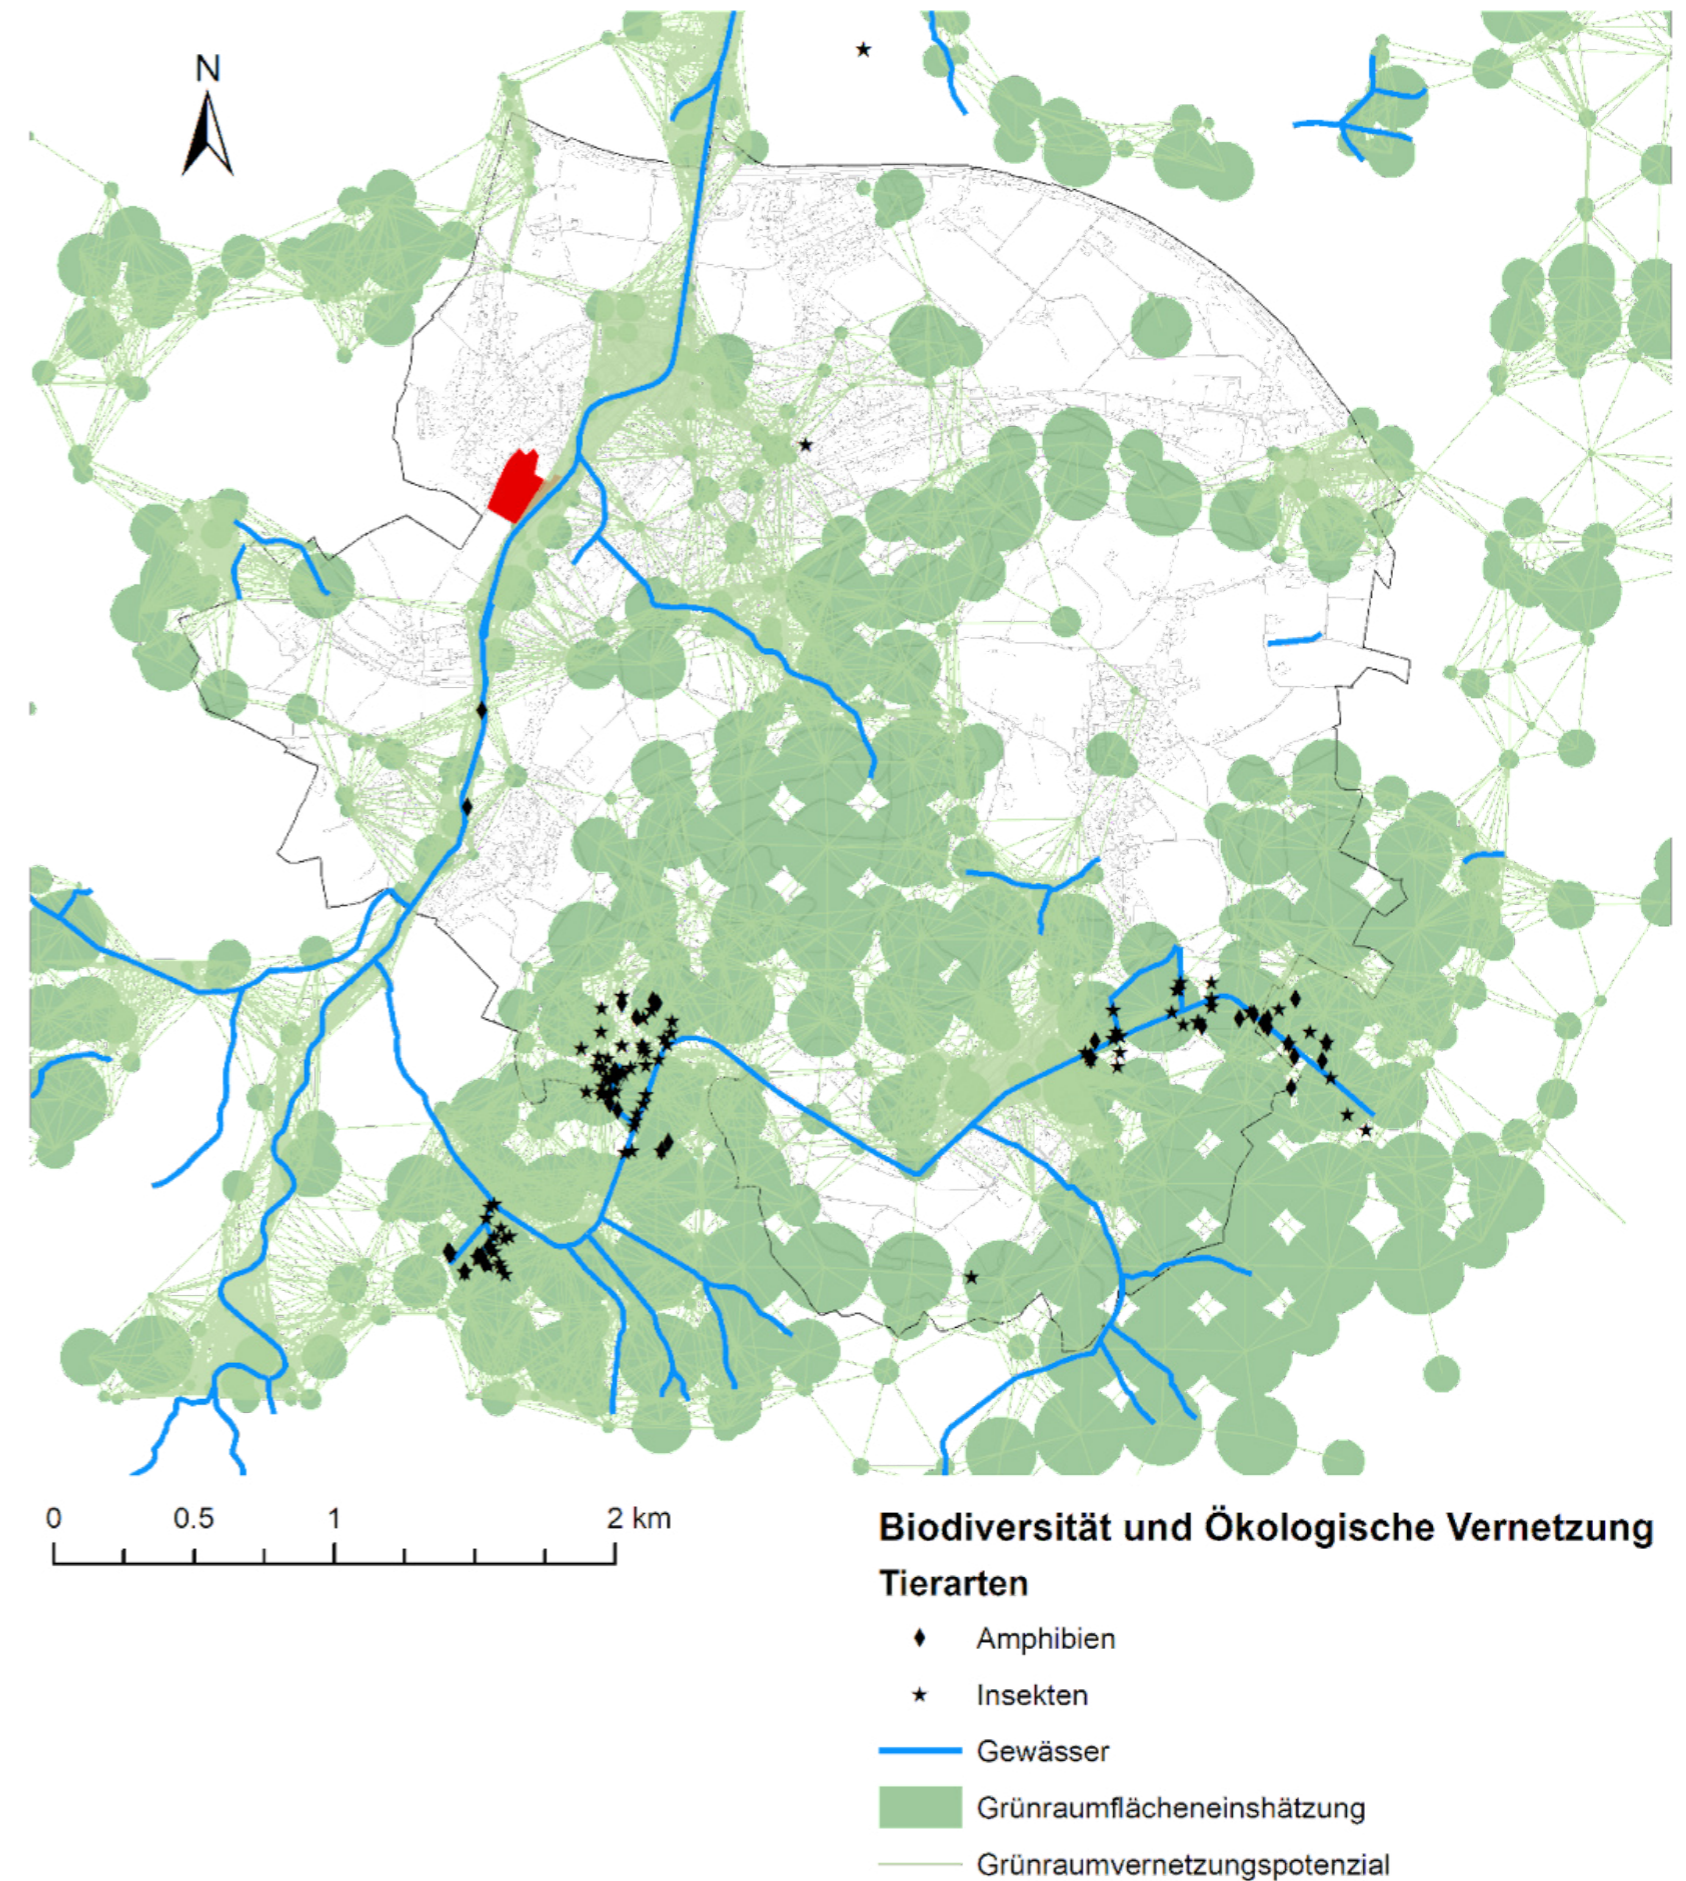 N
0 0.5 1 2 km
Biodiversität und Ökologische Vernetzung
Tierarten
Amphibien
Insekten
Gewässer
Grünraumflächeneinshätzung
Grünraumvernetzungspotenzial